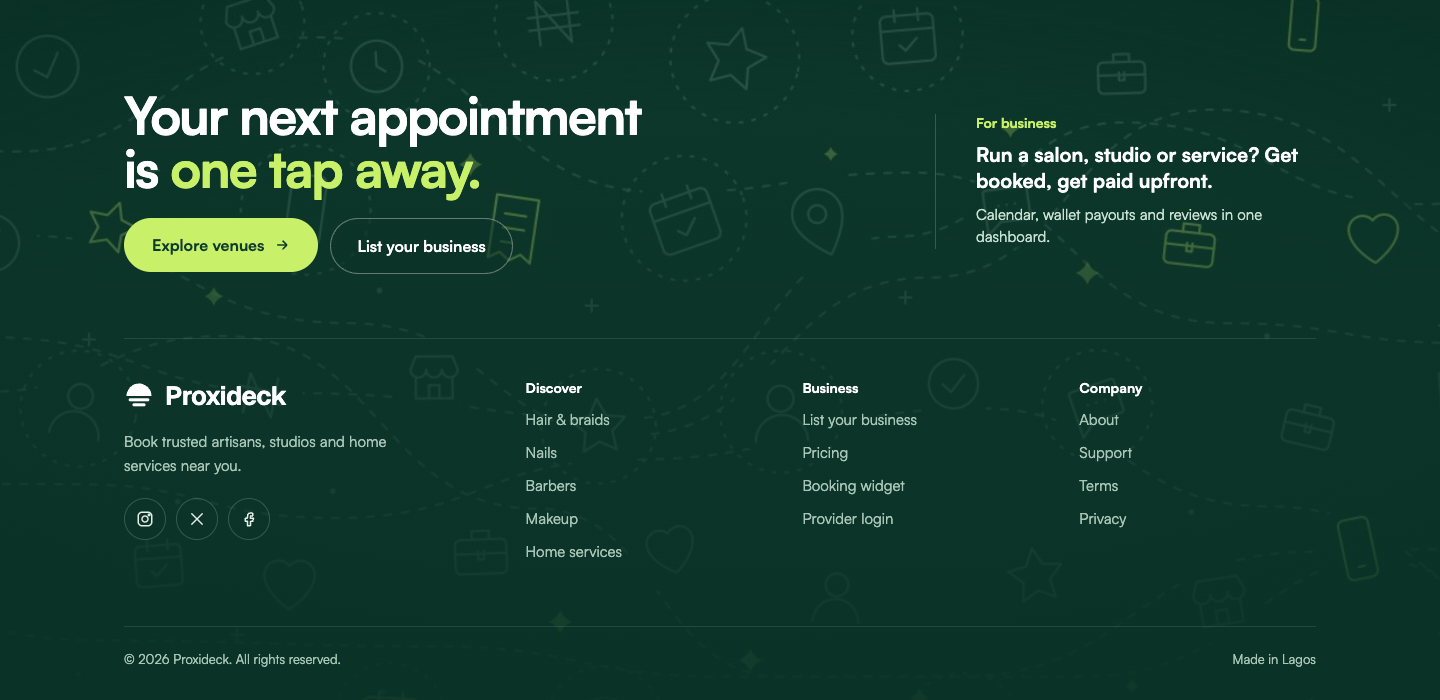 Your next appointment
is one tap away.
Explore venues
List your business
For business
Run a salon, studio or service? Get
booked, get paid upfront.
Calendar, wallet payouts and reviews in one
dashboard.
Proxideck
Book trusted artisans, studios and home
services near you.
Discover
Hair & braids
Nails
Barbers
Makeup
Home services
Business
List your business
Pricing
Booking widget
Provider login
Company
About
Support
Terms
Privacy
© 2026 Proxideck. All rights reserved.
Made in Lagos